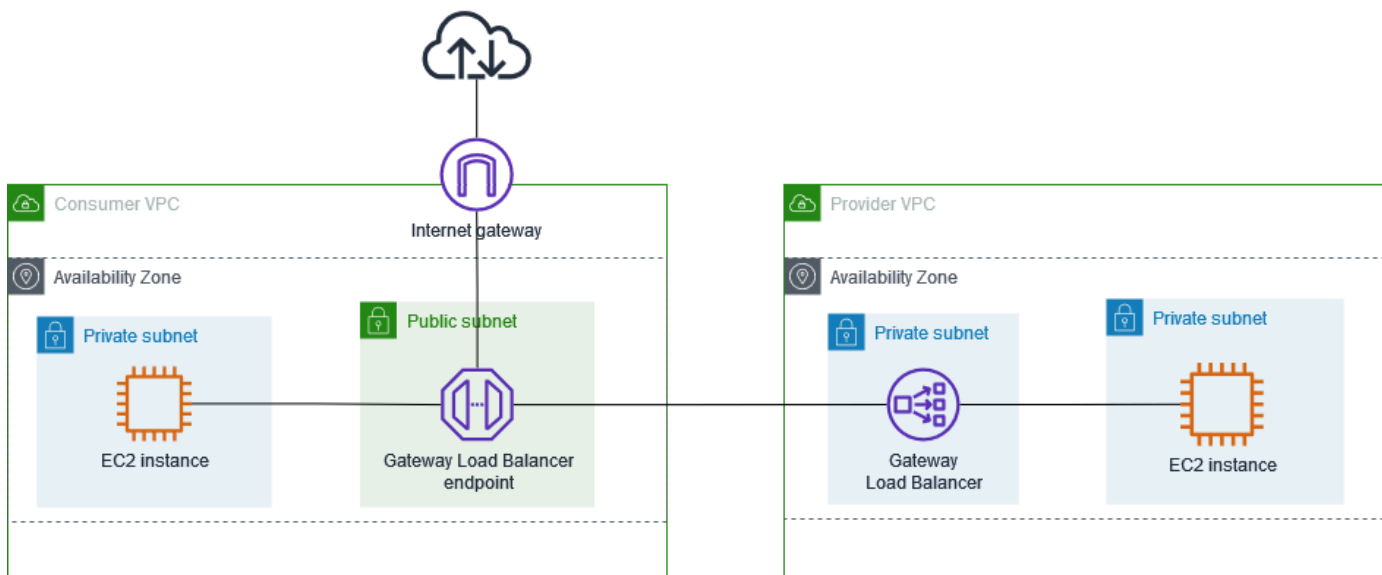 Consumer VPC
Provider VPC
Internet gateway
Availability Zone
Availability Zone
Private subnet
Public subnet
Private subnet
Private subnet
EC2 instance
Gateway Load Balancer
endpoint
Gateway
Load Balancer
EC2 instance